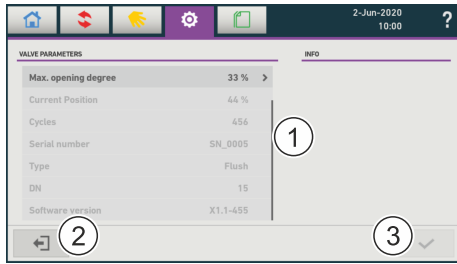 2-Jun-2020
10:00
?
VALVE PARAMETERS
INFO
Max. opening degree 33 % >
Current Position 44 %
Cycles 456
Serial number SN_0005
Type Flush
DN 15
Software version X1.1-455
1
2
3